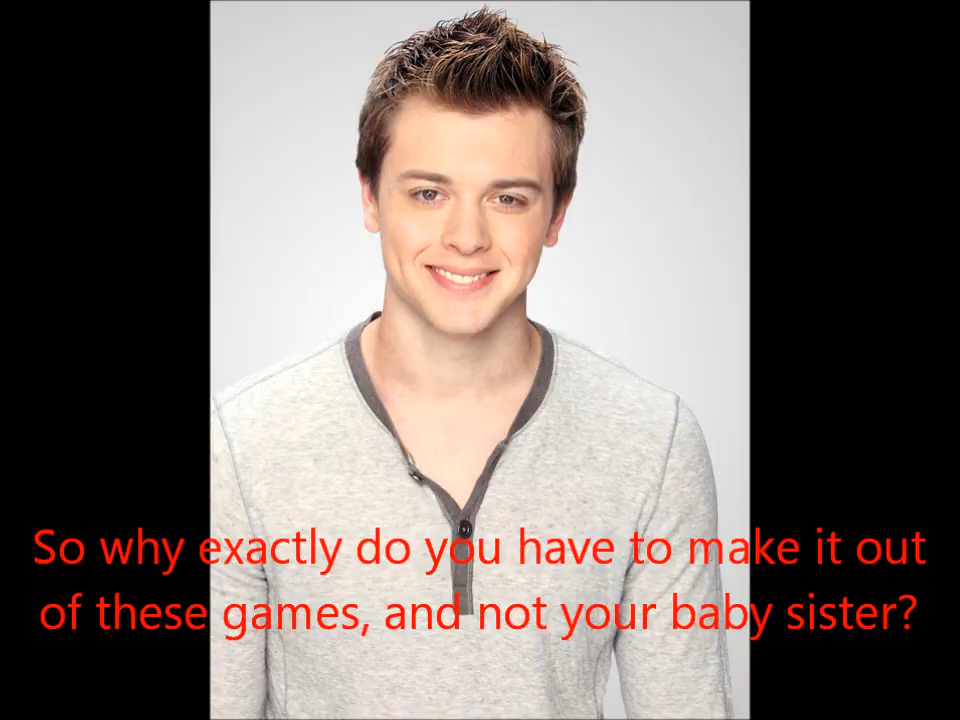 So why exactly do you have to make it out
of these games, and not your baby sister?